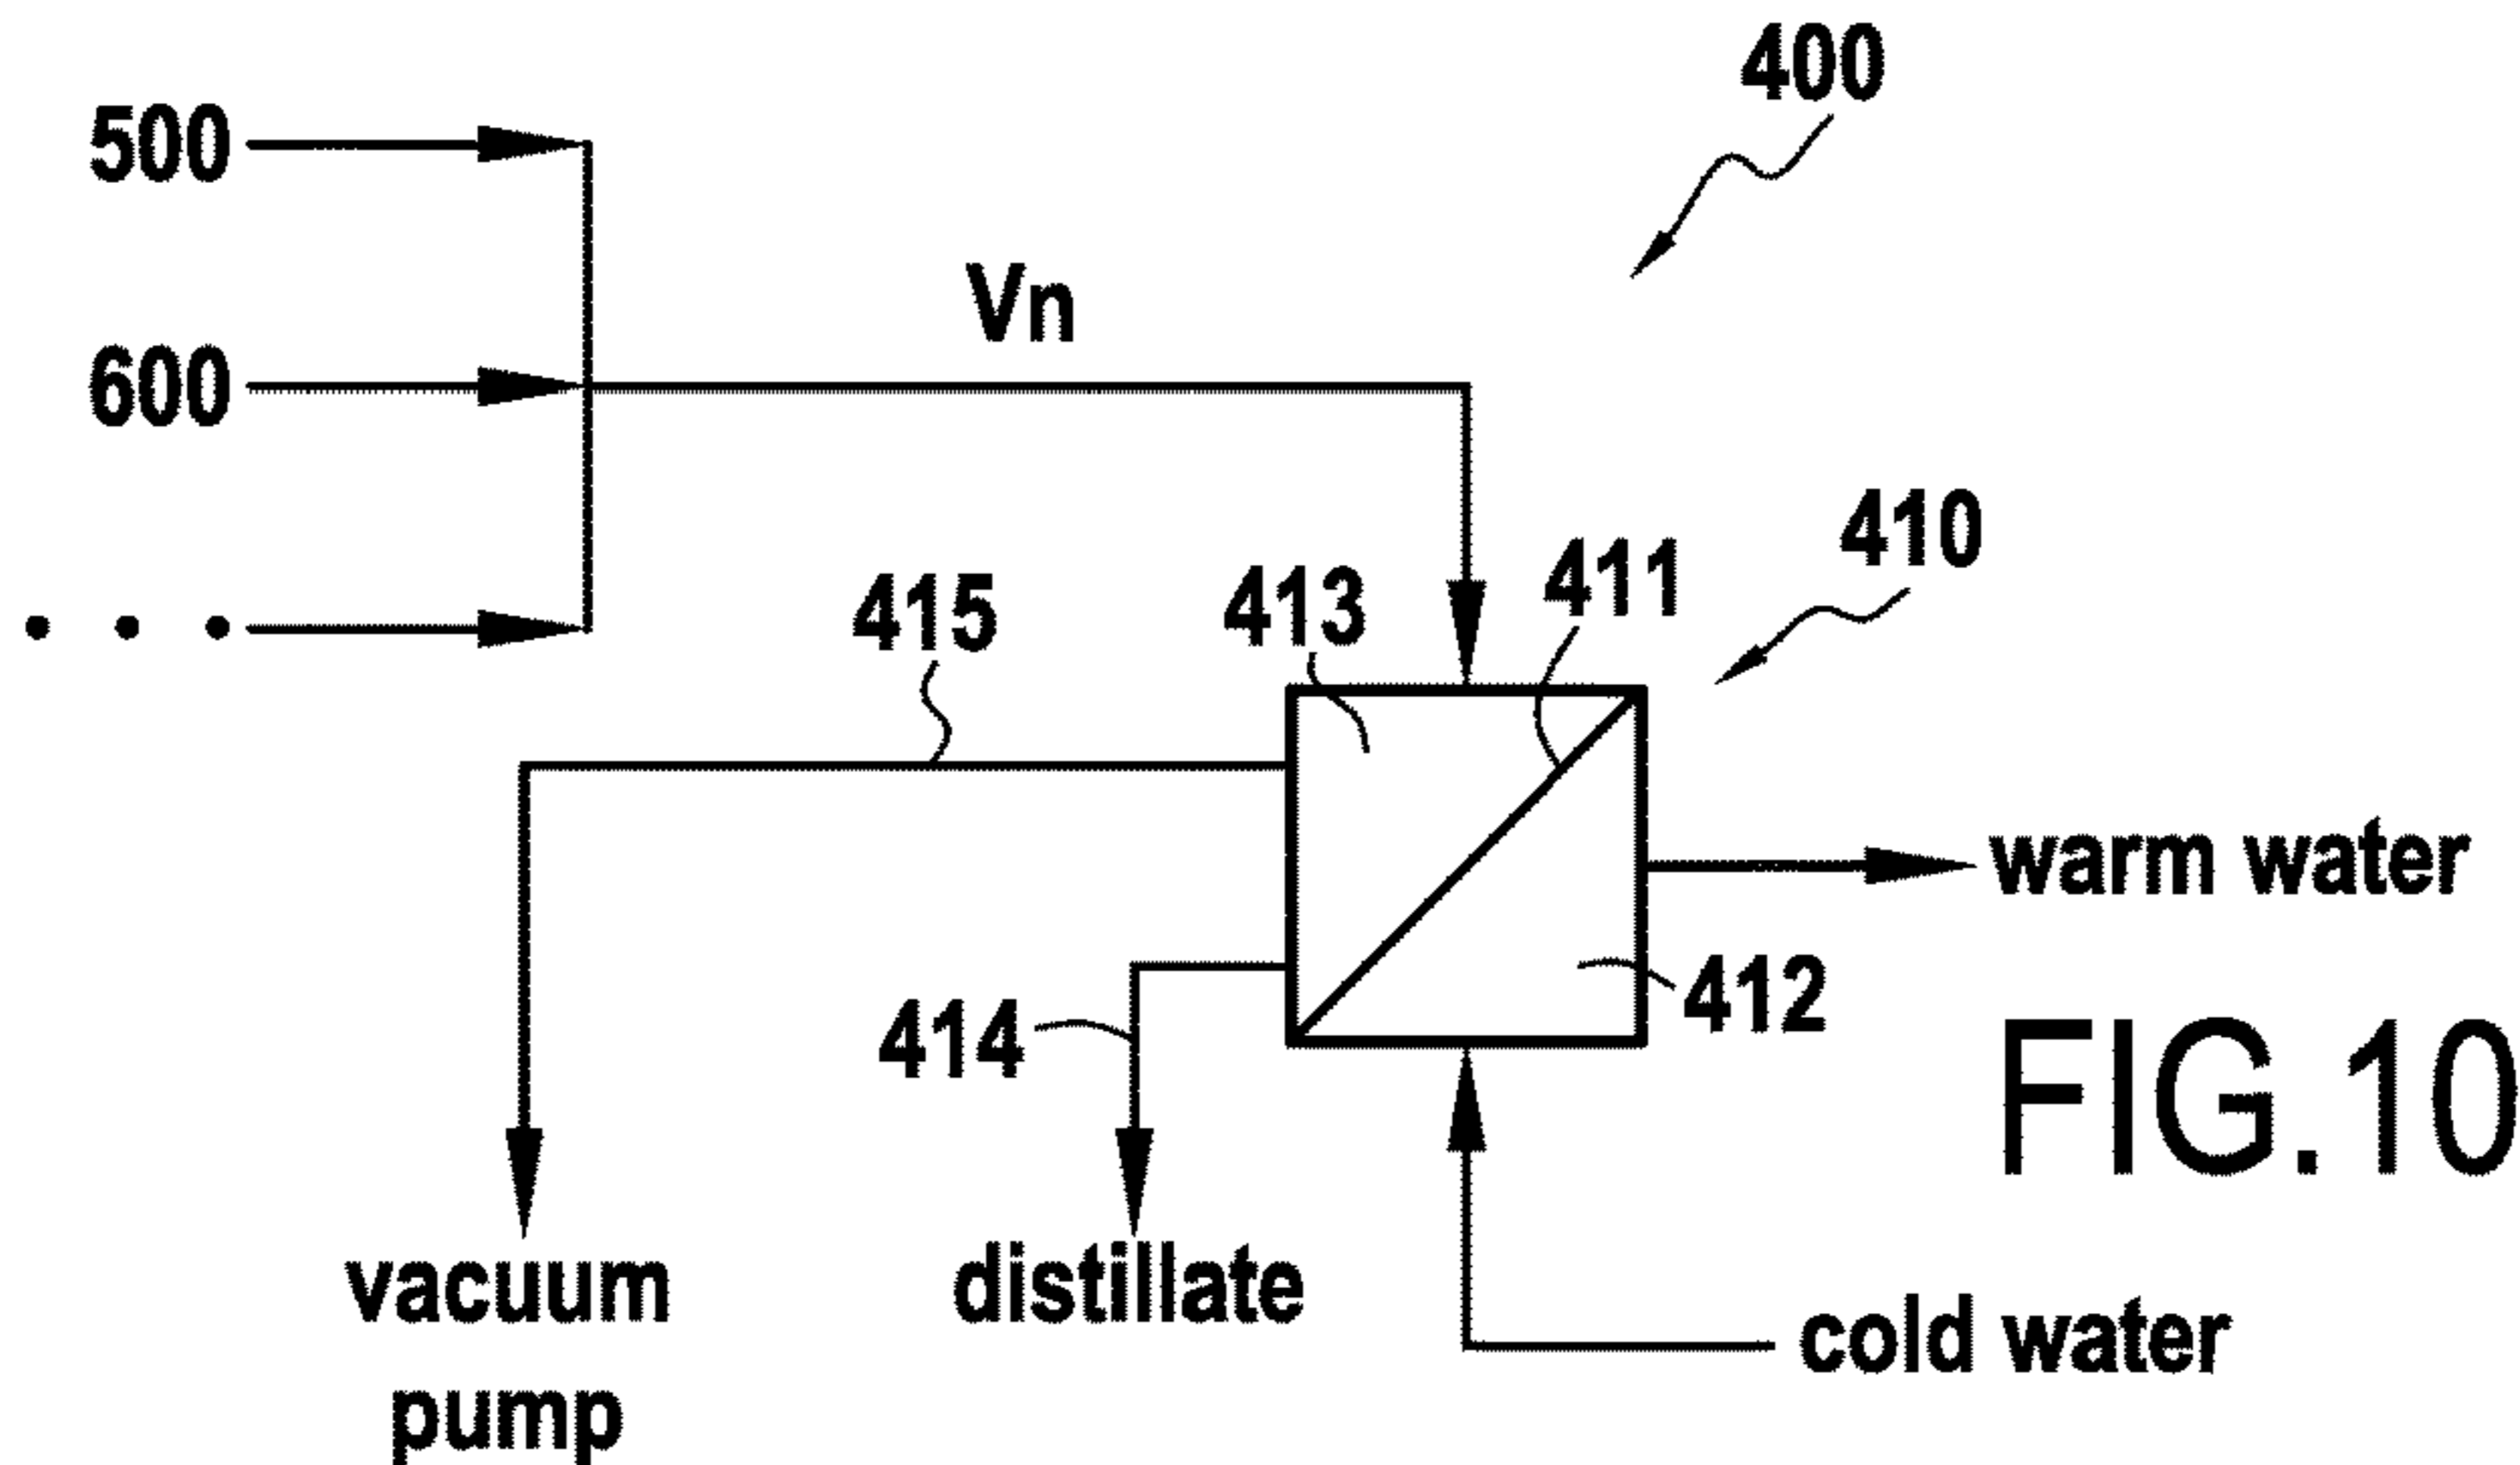 400
500
Vn
600
410
411
413
415
• • •
warm water
412
414
FIG.10
distillate
vacuum
pump
cold water